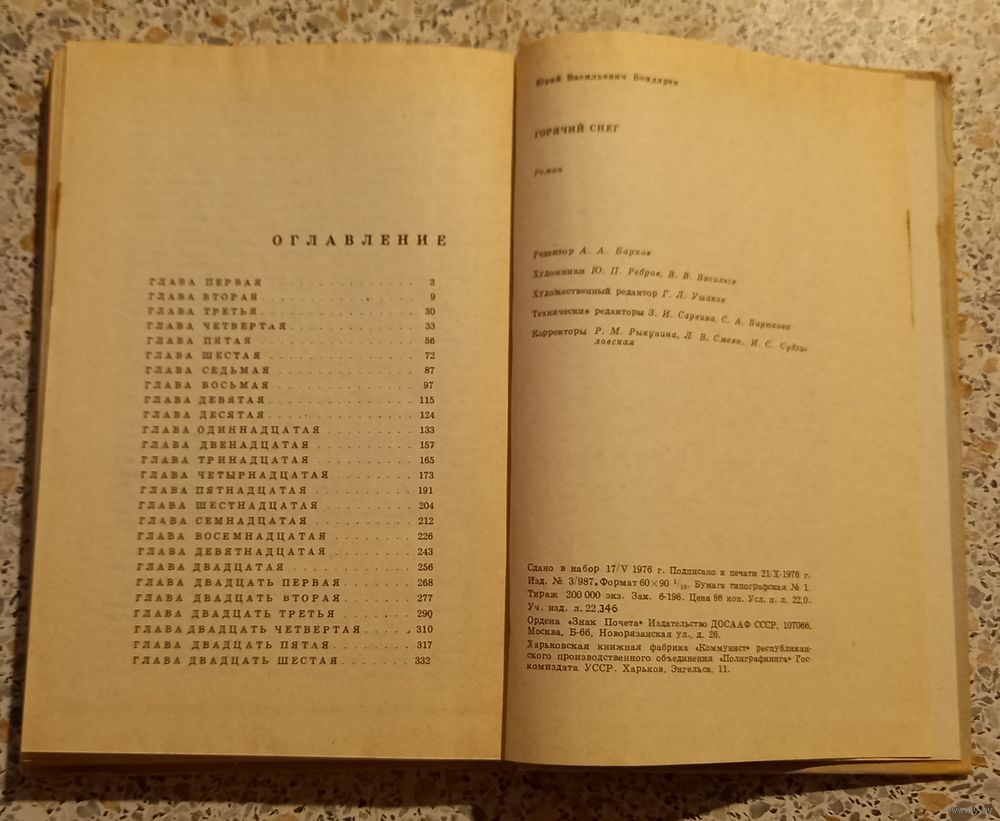 ОГЛАВЛЕНИЕ
ГЛАВА ПЕРВАЯ . . . . . . . . . . . . . . 3
ГЛАВА ВТОРАЯ . . . . . . . . . . . . . . 9
ГЛАВА ТРЕТЬЯ . . . . . . . . . . . . . . 30
ГЛАВА ЧЕТВЕРТАЯ . . . . . . . . . . . . 33
ГЛАВА ПЯТАЯ . . . . . . . . . . . . . . 56
ГЛАВА ШЕСТАЯ . . . . . . . . . . . . . . 72
ГЛАВА СЕДЬМАЯ . . . . . . . . . . . . . 87
ГЛАВА ВОСЬМАЯ . . . . . . . . . . . . . 97
ГЛАВА ДЕВЯТАЯ . . . . . . . . . . . . . 115
ГЛАВА ДЕСЯТАЯ . . . . . . . . . . . . . 124
ГЛАВА ОДИННАДЦАТАЯ . . . . . . . . . 133
ГЛАВА ДВЕНАДЦАТАЯ . . . . . . . . . 157
ГЛАВА ТРИНАДЦАТАЯ . . . . . . . . . 165
ГЛАВА ЧЕТЫРНАДЦАТАЯ . . . . . . . . 173
ГЛАВА ПЯТНАДЦАТАЯ . . . . . . . . . 191
ГЛАВА ШЕСТНАДЦАТАЯ . . . . . . . . . 204
ГЛАВА СЕМНАДЦАТАЯ . . . . . . . . . 212
ГЛАВА ВОСЕМНАДЦАТАЯ . . . . . . . . 226
ГЛАВА ДЕВЯТНАДЦАТАЯ . . . . . . . . 243
ГЛАВА ДВАДЦАТАЯ . . . . . . . . . . . 256
ГЛАВА ДВАДЦАТЬ ПЕРВАЯ . . . . . . . 268
ГЛАВА ДВАДЦАТЬ ВТОРАЯ . . . . . . . 277
ГЛАВА ДВАДЦАТЬ ТРЕТЬЯ . . . . . . . 290
ГЛАВА ДВАДЦАТЬ ЧЕТВЕРТАЯ . . . . . 310
ГЛАВА ДВАДЦАТЬ ПЯТАЯ . . . . . . . . 317
ГЛАВА ДВАДЦАТЬ ШЕСТАЯ . . . . . . . 332
Юрий Васильевич Бондарев
ГОРЯЧИЙ СНЕГ
Роман
Редактор А. А. Барков
Художники Ю. П. Ребров, В. В. Васильев
Художественный редактор Г. Л. Ушаков
Технические редакторы З. И. Сарвина, С. А. Бирюкова
Корректоры Р. М. Рыкунина, Л. В. Смеян, И. С. Судзи-
ловская
Сдано в набор 17/V 1976 г. Подписано к печати 21/X-1976 г.
Изд. № 3/987. Формат 60×90 1/16. Бумага типографская № 1.
Тираж 200 000 экз. Зак. 6-196. Цена 86 коп. Усл. п. л. 22,0.
Уч. изд. л. 22,346
Ордена «Знак Почета» Издательство ДОСААФ СССР, 107066,
Москва, Б-66, Новорязанская ул., д. 26.
Харьковская книжная фабрика «Коммунист» республикан-
ского производственного объединения «Полиграфкнига» Гос-
комиздата УССР. Харьков, Энгельса, 11.